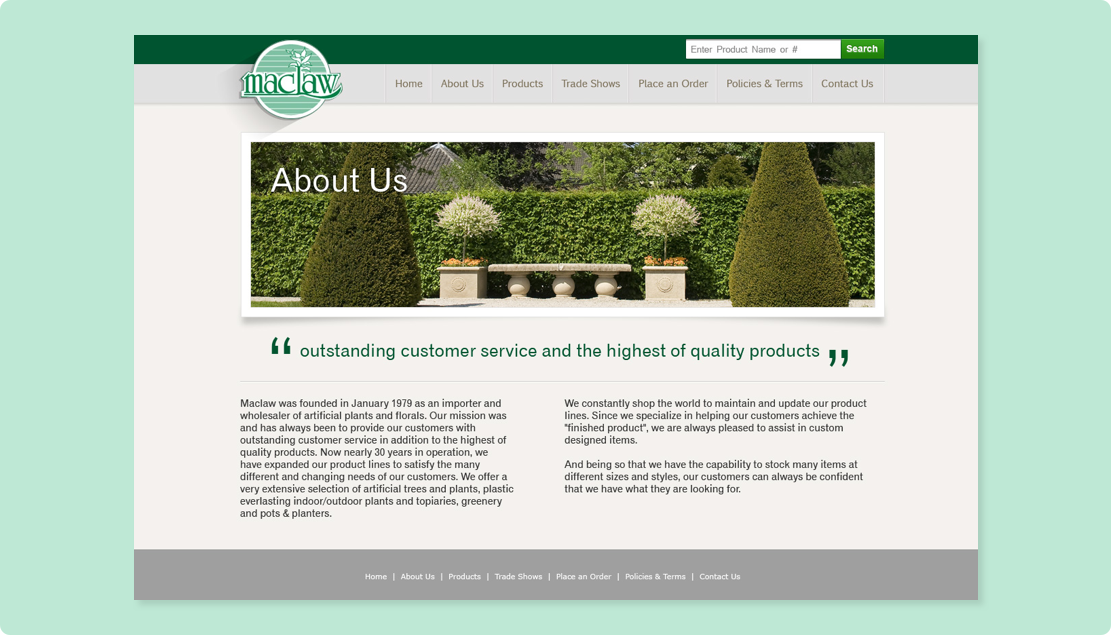 Enter Product Name or #
Search
maclaw
Home
About Us
Products
Trade Shows
Place an Order
Policies & Terms
Contact Us
About Us
“ outstanding customer service and the highest of quality products ”
Maclaw was founded in January 1979 as an importer and
wholesaler of artificial plants and florals. Our mission was
and has always been to provide our customers with
outstanding customer service in addition to the highest of
quality products. Now nearly 30 years in operation, we
have expanded our product lines to satisfy the many
different and changing needs of our customers. We offer a
very extensive selection of artificial trees and plants, plastic
everlasting indoor/outdoor plants and topiaries, greenery
and pots & planters.
We constantly shop the world to maintain and update our product
lines. Since we specialize in helping our customers achieve the
"finished product", we are always pleased to assist in custom
designed items.
And being so that we have the capability to stock many items at
different sizes and styles, our customers can always be confident
that we have what they are looking for.
Home | About Us | Products | Trade Shows | Place an Order | Policies & Terms | Contact Us